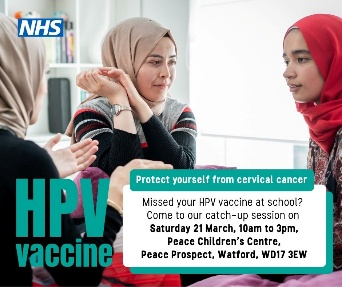 NHS
HPV
vaccine
Protect yourself from cervical cancer
Missed your HPV vaccine at school?
Come to our catch-up session on
Saturday 21 March, 10am to 3pm,
Peace Children's Centre,
Peace Prospect, Watford, WD17 3EW